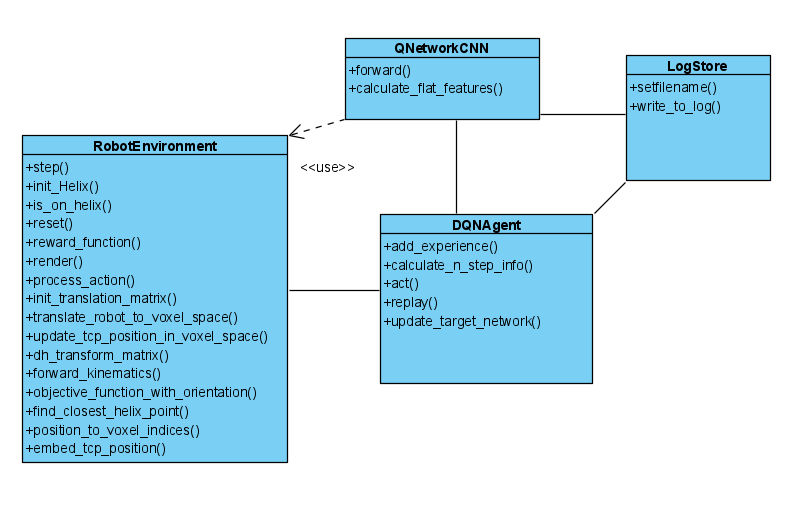 QNetworkCNN
+forward()
+calculate_flat_features()
LogStore
+setfilename()
+write_to_log()
RobotEnvironment
+step()
+init_Helix()
+is_on_helix()
+reset()
+reward_function()
+render()
+process_action()
+init_translation_matrix()
+translate_robot_to_voxel_space()
+update_tcp_position_in_voxel_space()
+dh_transform_matrix()
+forward_kinematics()
+objective_function_with_orientation()
+find_closest_helix_point()
+position_to_voxel_indices()
+embed_tcp_position()
<<use>>
DQNAgent
+add_experience()
+calculate_n_step_info()
+act()
+replay()
+update_target_network()